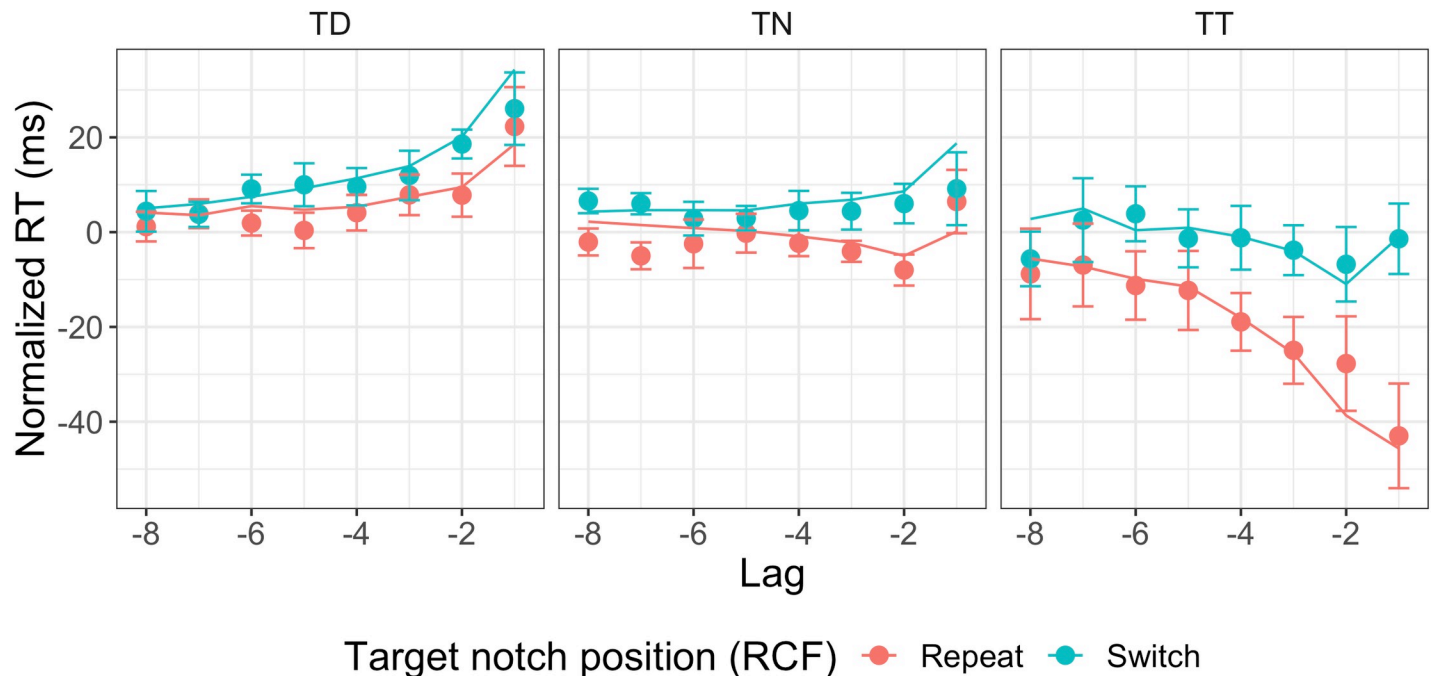 TD TN TT
Normalized RT (ms)
20
0
-20
-40
-8 -6 -4 -2 -8 -6 -4 -2 -8 -6 -4 -2
Lag
Target notch position (RCF) Repeat Switch